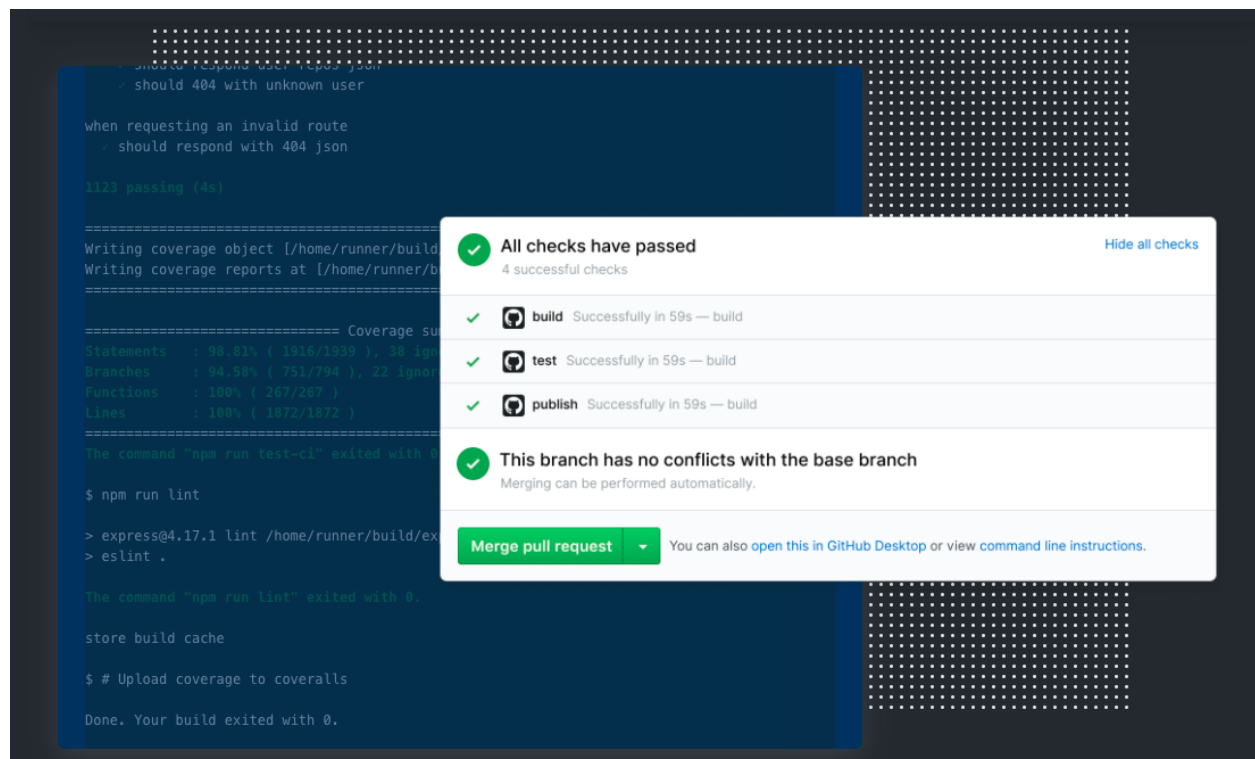 should respond user repos json
✓ should 404 with unknown user
when requesting an invalid route
✓ should respond with 404 json
1123 passing (4s)
=============================================
Writing coverage object [/home/runner/build/
Writing coverage reports at [/home/runner/b
=============================================
=============================== Coverage su
Statements : 98.81% ( 1916/1939 ), 38 ign
Branches : 94.58% ( 751/794 ), 22 ignor
Functions : 100% ( 267/267 )
Lines : 100% ( 1872/1872 )
=============================================
The command "npm run test-ci" exited with 0
$ npm run lint
> express@4.17.1 lint /home/runner/build/ex
> eslint .
The command "npm run lint" exited with 0.
store build cache
$ # Upload coverage to coveralls
Done. Your build exited with 0.
All checks have passed
Hide all checks
4 successful checks
build Successfully in 59s — build
test Successfully in 59s — build
publish Successfully in 59s — build
This branch has no conflicts with the base branch
Merging can be performed automatically.
Merge pull request
You can also open this in GitHub Desktop or view command line instructions.